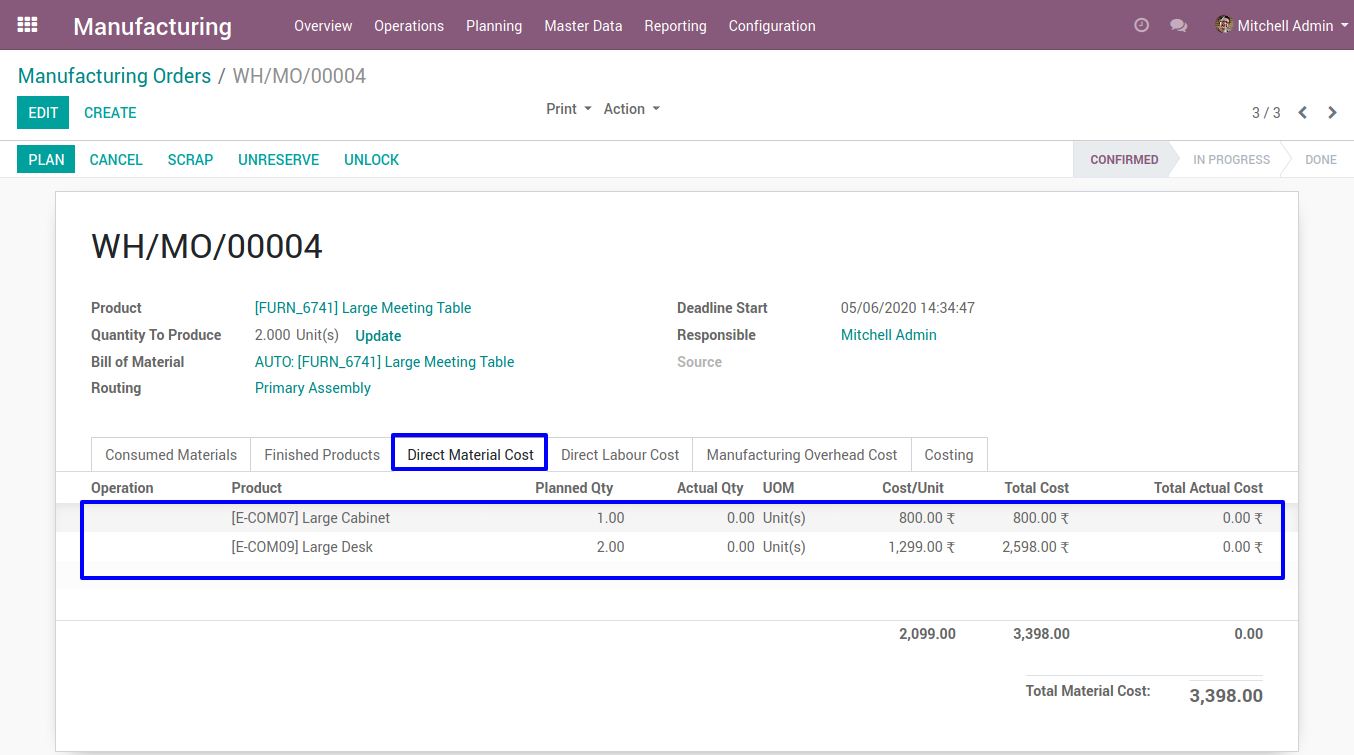 Manufacturing Overview Operations Planning Master Data Reporting Configuration Mitchell Admin
Manufacturing Orders / WH/MO/00004
EDIT CREATE Print Action 3 / 3
PLAN CANCEL SCRAP UNRESERVE UNLOCK CONFIRMED IN PROGRESS DONE
WH/MO/00004
Product [FURN_6741] Large Meeting Table Deadline Start 05/06/2020 14:34:47
Quantity To Produce 2.000 Unit(s) Update Responsible Mitchell Admin
Bill of Material AUTO: [FURN_6741] Large Meeting Table Source
Routing Primary Assembly
Consumed Materials Finished Products Direct Material Cost Direct Labour Cost Manufacturing Overhead Cost Costing
Operation Product Planned Qty Actual Qty UOM Cost/Unit Total Cost Total Actual Cost
[E-COM07] Large Cabinet 1.00 0.00 Unit(s) 800.00 ₹ 800.00 ₹ 0.00 ₹
[E-COM09] Large Desk 2.00 0.00 Unit(s) 1,299.00 ₹ 2,598.00 ₹ 0.00 ₹
2,099.00 3,398.00 0.00
Total Material Cost: 3,398.00